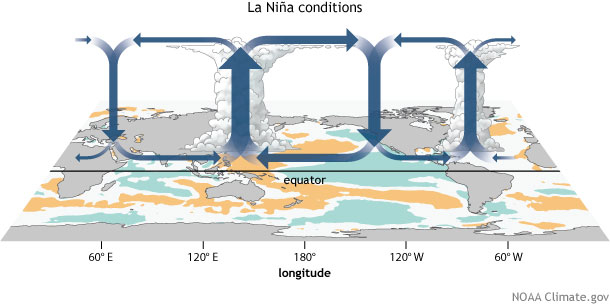 La Niña conditions
equator
60° E 120° E 180° 120° W 60° W
longitude
NOAA Climate.gov